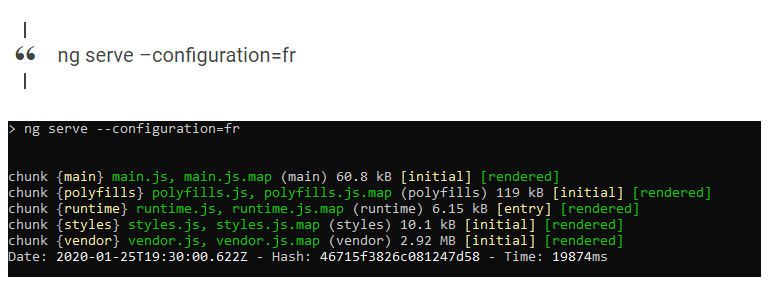 “ ng serve –configuration=fr
> ng serve --configuration=fr
chunk {main} main.js, main.js.map (main) 60.8 kB [initial] [rendered]
chunk {polyfills} polyfills.js, polyfills.js.map (polyfills) 119 kB [initial] [rendered]
chunk {runtime} runtime.js, runtime.js.map (runtime) 6.15 kB [entry] [rendered]
chunk {styles} styles.js, styles.js.map (styles) 10.1 kB [initial] [rendered]
chunk {vendor} vendor.js, vendor.js.map (vendor) 2.92 MB [initial] [rendered]
Date: 2020-01-25T19:30:00.622Z - Hash: 46715f3826c081247d58 - Time: 19874ms